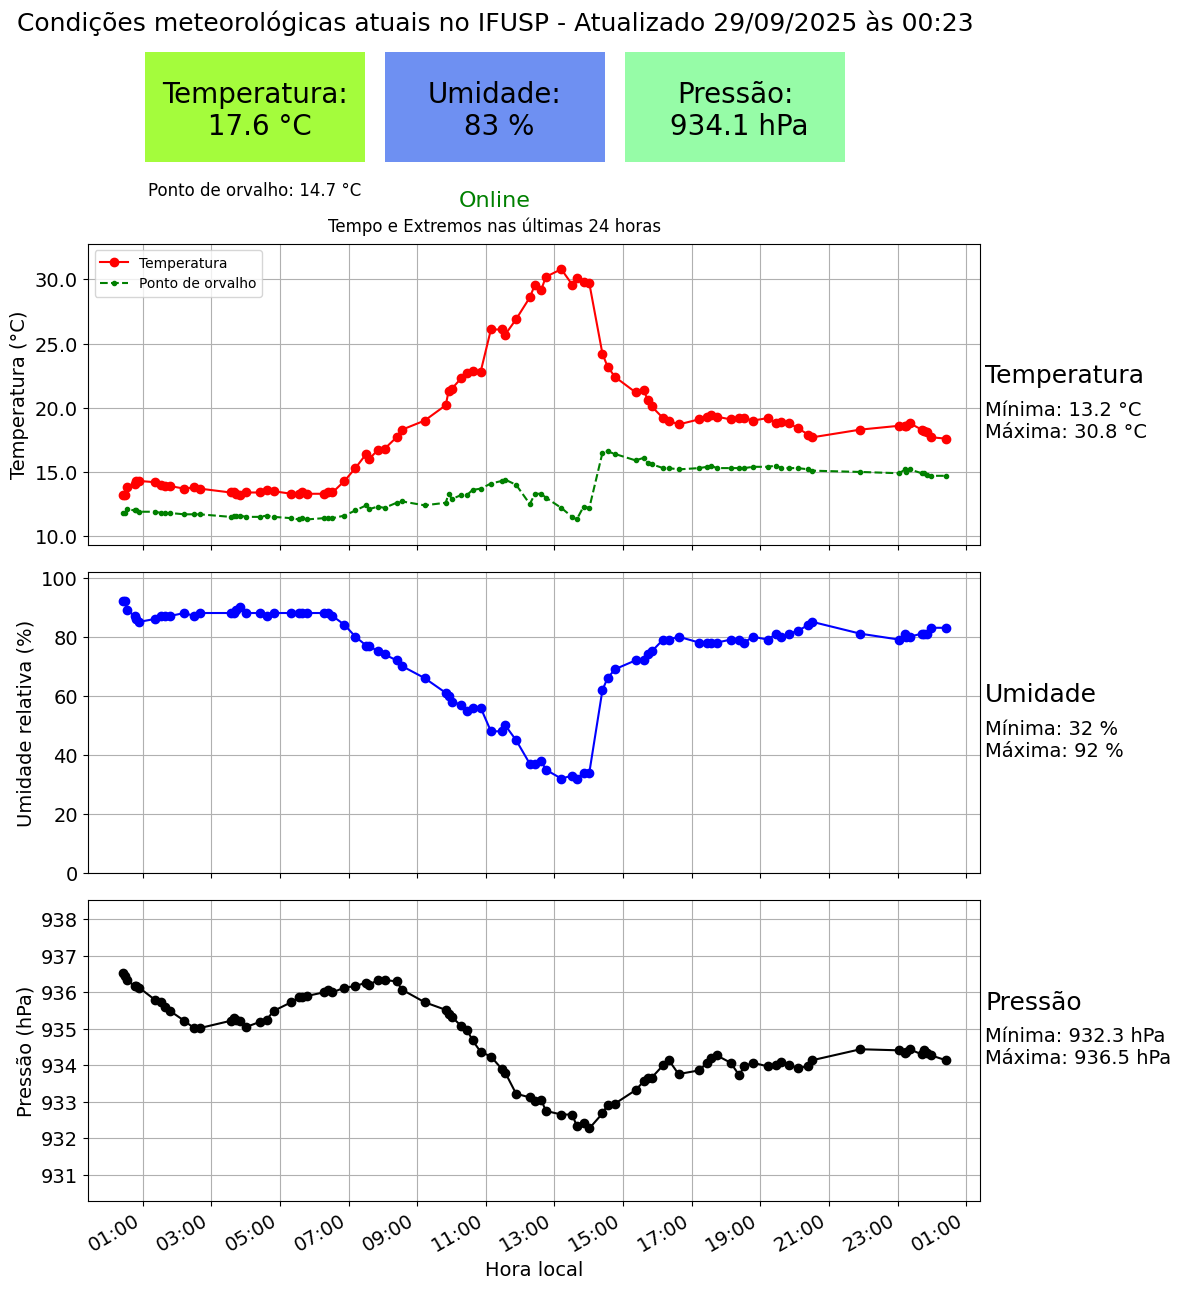 Condições meteorológicas atuais no IFUSP - Atualizado 29/09/2025 às 00:23
Temperatura:
17.6 °C
Umidade:
83 %
Pressão:
934.1 hPa
Ponto de orvalho: 14.7 °C
Online
Tempo e Extremos nas últimas 24 horas
Temperatura
Ponto de orvalho
30.0
25.0
20.0
15.0
10.0
Temperatura (°C)
Temperatura
Mínima: 13.2 °C
Máxima: 30.8 °C
100
80
60
40
20
0
Umidade relativa (%)
Umidade
Mínima: 32 %
Máxima: 92 %
938
937
936
935
934
933
932
931
Pressão (hPa)
Pressão
Mínima: 932.3 hPa
Máxima: 936.5 hPa
01:00
03:00
05:00
07:00
09:00
11:00
13:00
15:00
17:00
19:00
21:00
23:00
01:00
Hora local